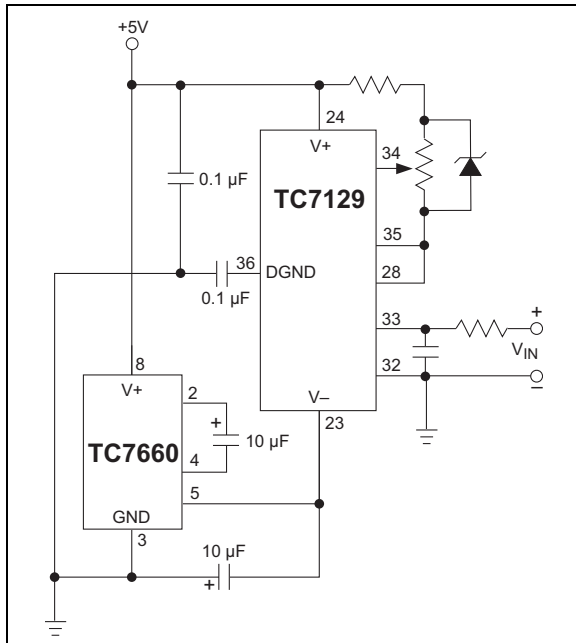 +5V
24
V+
34
0.1 µF
TC7129
35
36
DGND
28
0.1 µF
33
+
V_IN
8
V+
32
–
2
V–
23
+
10 µF
TC7660
4
5
GND
3
10 µF
+